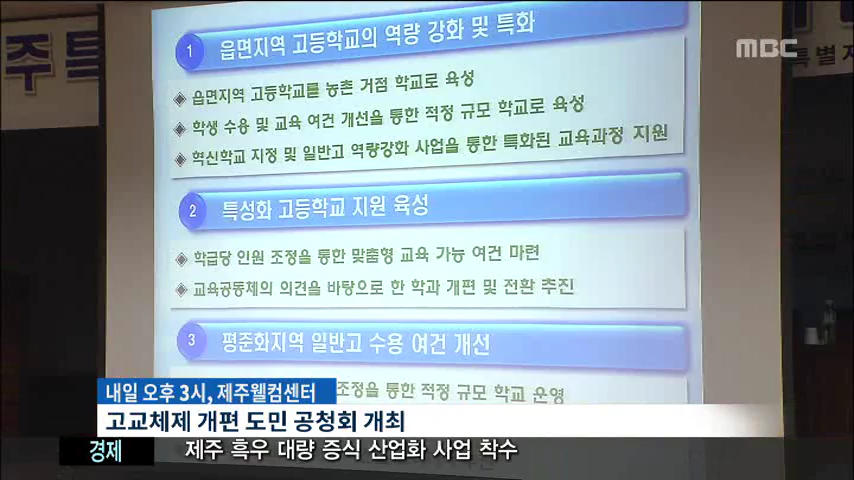 주특
MBC
특별자
1 읍면지역 고등학교의 역량 강화 및 특화
◈ 읍면지역 고등학교를 농촌 거점 학교로 육성
◈ 학생 수용 및 교육 여건 개선을 통한 적정 규모 학교로 육성
◈ 혁신학교 지정 및 일반고 역량강화 사업을 통한 특화된 교육과정 지원
2 특성화 고등학교 지원 육성
◈ 학급당 인원 조정을 통한 맞춤형 교육 가능 여건 마련
◈ 교육공동체의 의견을 바탕으로 한 학과 개편 및 전환 추진
3 평준화지역 일반고 수용 여건 개선
조정을 통한 적정 규모 학교 운영
내일 오후 3시, 제주웰컴센터
고교체제 개편 도민 공청회 개최
경제 제주 흑우 대량 증식 산업화 사업 착수